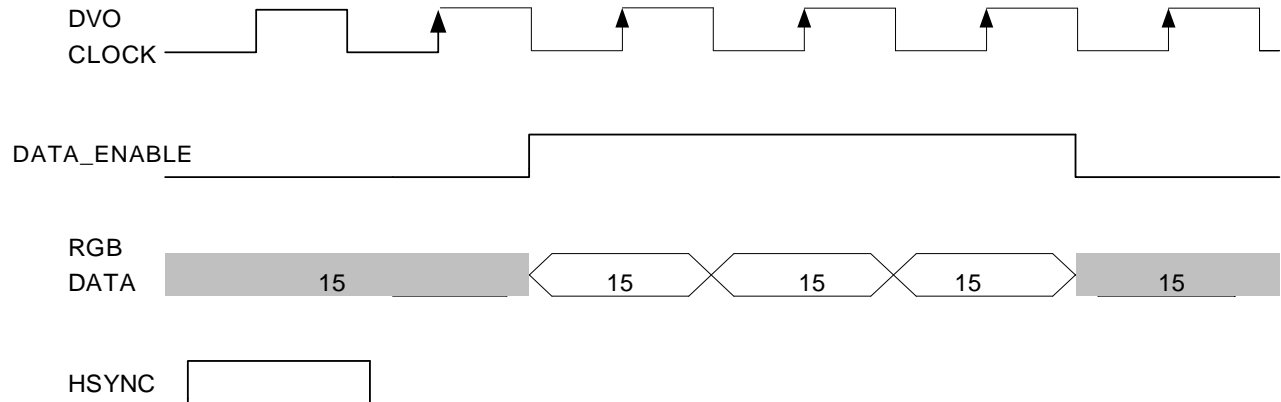 DVO
CLOCK
DATA_ENABLE
RGB
DATA
15 15 15 15 15
HSYNC